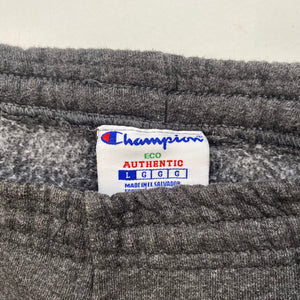 Champion
ECO
AUTHENTIC
L G G G
MADE IN EL SALVADOR